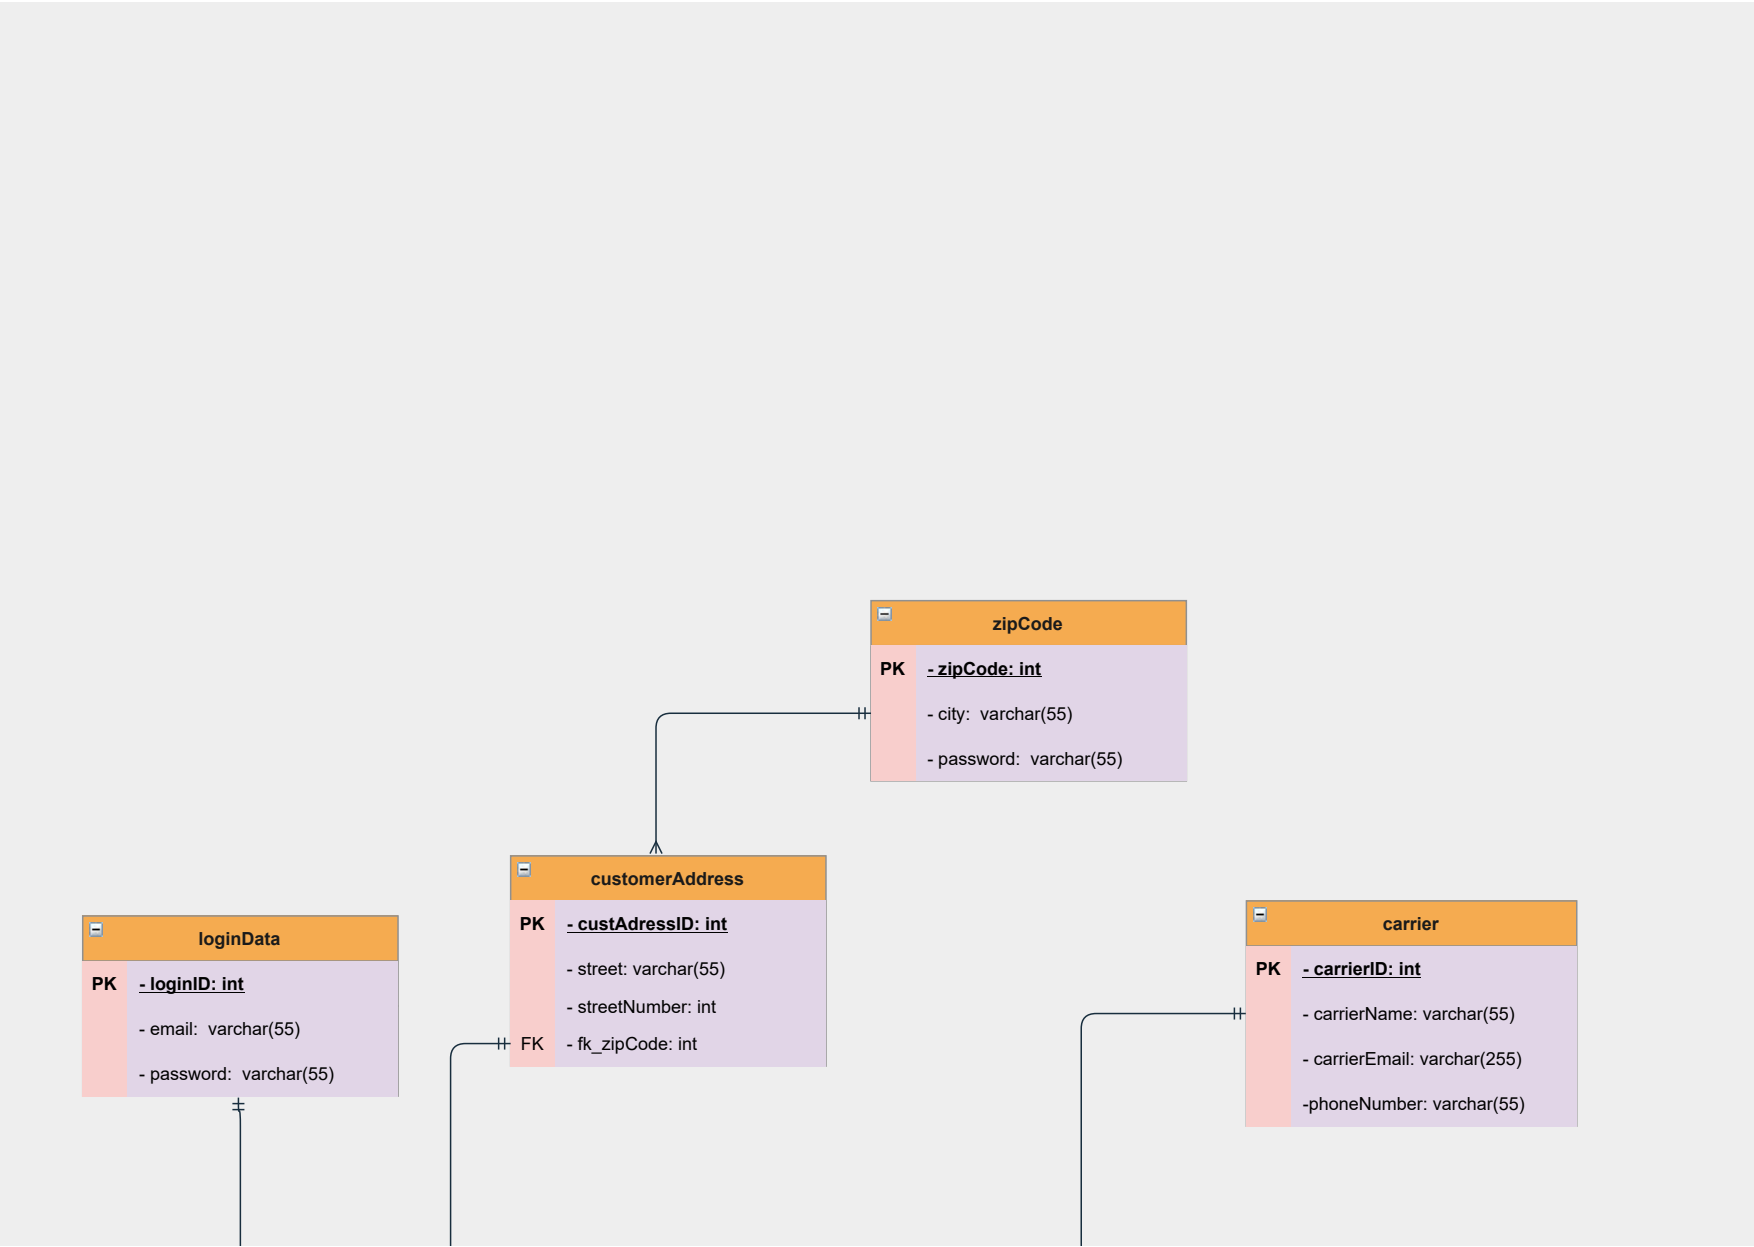 zipCode
PK - zipCode: int
- city: varchar(55)
- password: varchar(55)
customerAddress
PK - custAdressID: int
- street: varchar(55)
- streetNumber: int
FK - fk_zipCode: int
loginData
PK - loginID: int
- email: varchar(55)
- password: varchar(55)
carrier
PK - carrierID: int
- carrierName: varchar(55)
- carrierEmail: varchar(255)
-phoneNumber: varchar(55)